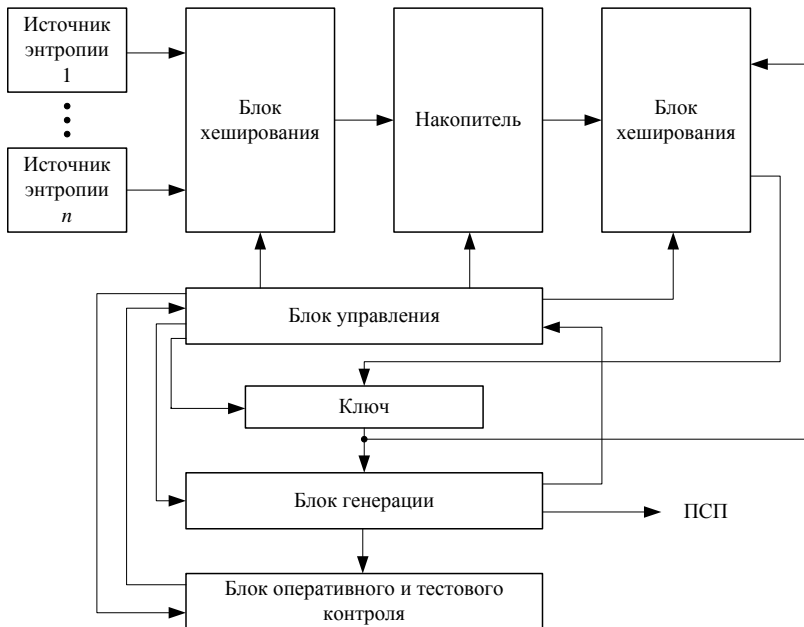 Источник
энтропии
1
Источник
энтропии
n
Блок
хеширования
Накопитель
Блок
хеширования
Блок управления
Ключ
Блок генерации
ПСП
Блок оперативного и тестового
контроля